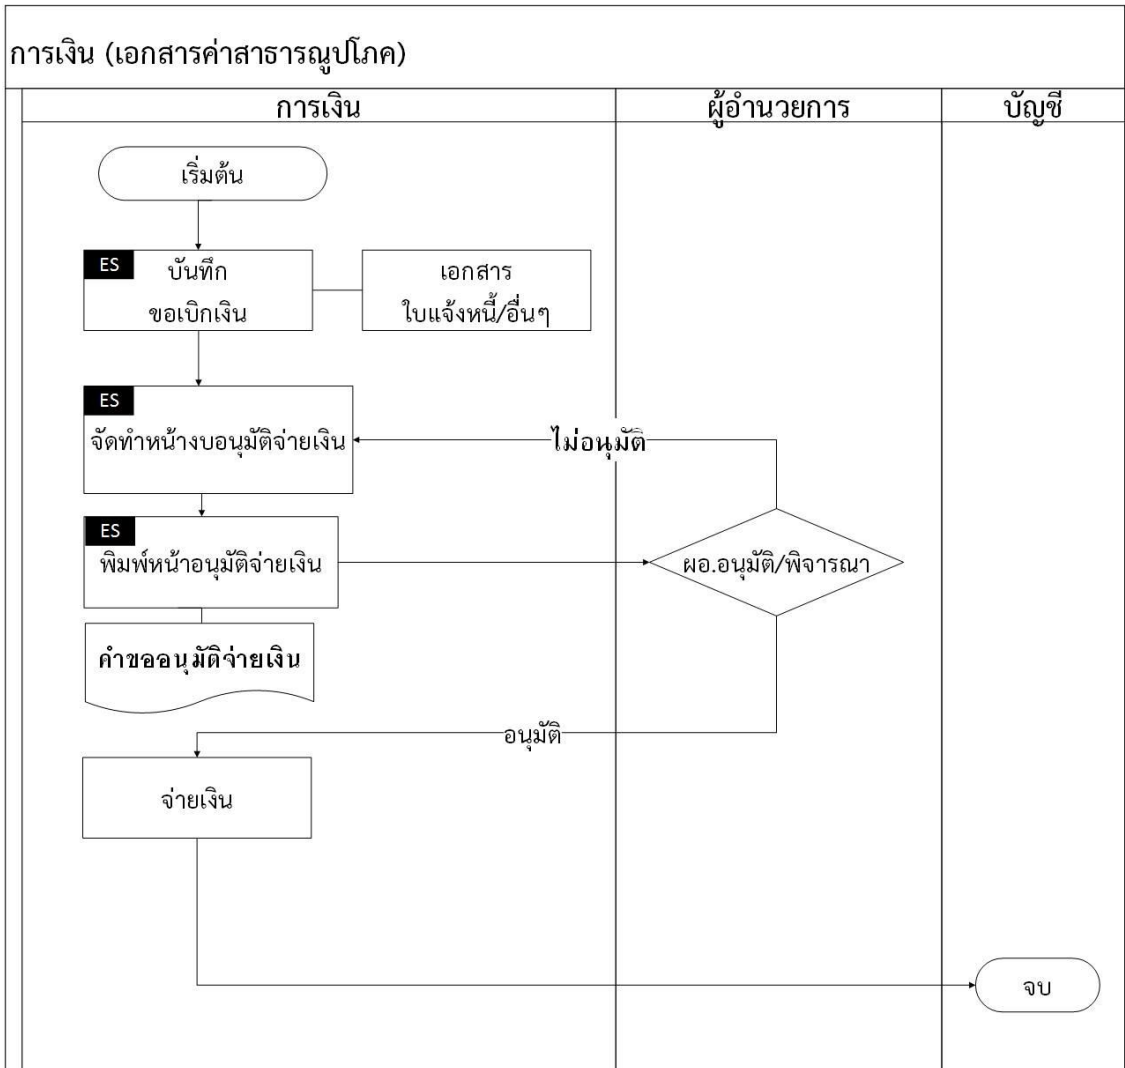 การเงิน (เอกสารค่าสาธารณูปโภค)
การเงิน
ผู้อำนวยการ
บัญชี
เริ่มต้น
ES
บันทึก
ขอเบิกเงิน
เอกสาร
ใบแจ้งหนี้/อื่นๆ
ES
จัดทำหน้างบอนุมัติจ่ายเงิน
ไม่อนุมัติ
ES
พิมพ์หน้าอนุมัติจ่ายเงิน
ผอ.อนุมัติ/พิจารณา
คำขออนุมัติจ่ายเงิน
อนุมัติ
จ่ายเงิน
จบ